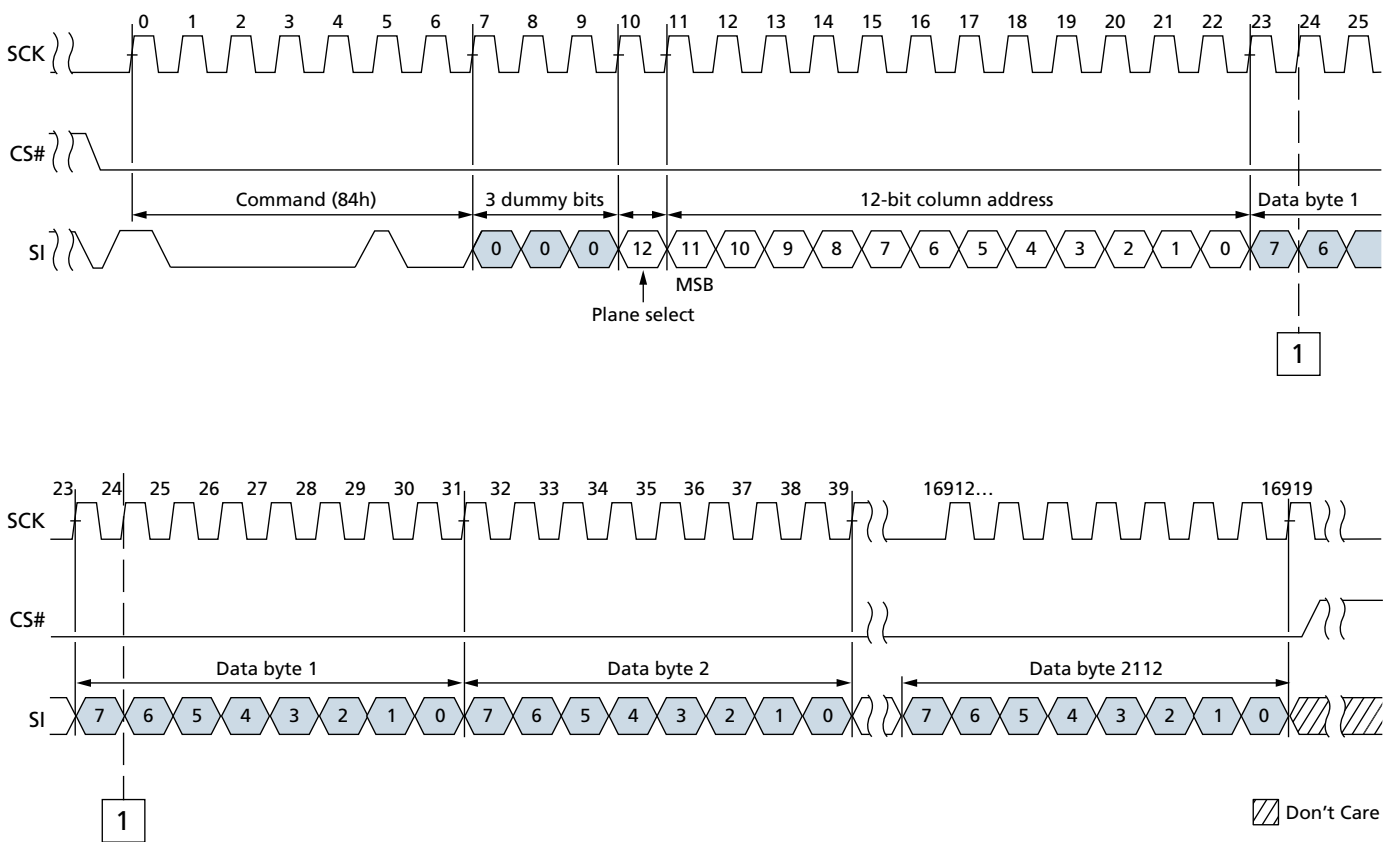 0 1 2 3 4 5 6 7 8 9 10 11 12 13 14 15 16 17 18 19 20 21 22 23 24 25
SCK
CS#
Command (84h) 3 dummy bits 12-bit column address Data byte 1
SI 0 0 0 12 11 10 9 8 7 6 5 4 3 2 1 0 7 6
MSB
Plane select
1
23 24 25 26 27 28 29 30 31 32 33 34 35 36 37 38 39 16912... 16919
SCK
CS#
Data byte 1 Data byte 2 Data byte 2112
SI 7 6 5 4 3 2 1 0 7 6 5 4 3 2 1 0 7 6 5 4 3 2 1 0
1
Don't Care